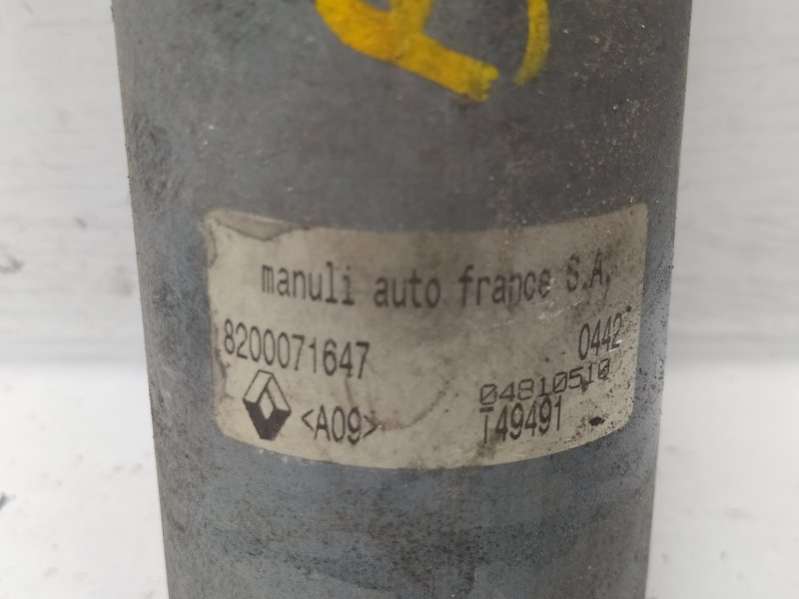 manuli auto france S.A.
8200071647 0442
04810510
<A09> T49491